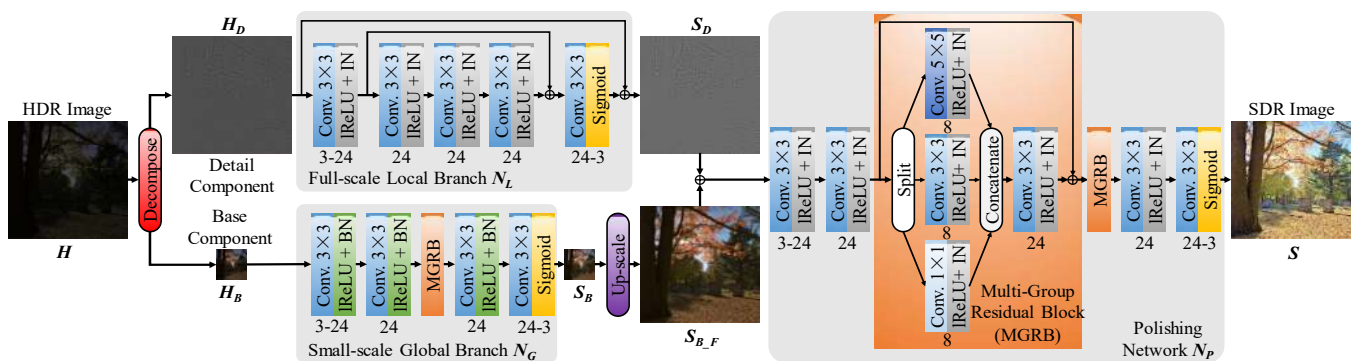 HDR Image
H
Decompose
H_D
Detail
Component
Base
Component
H_B
Conv. 3×3
lReLU+ IN
3-24
Conv. 3×3
lReLU+ IN
24
Conv. 3×3
lReLU+ IN
24
Conv. 3×3
lReLU+ IN
24
Conv. 3×3
Sigmoid
24-3
Full-scale Local Branch N_L
Conv. 3×3
lReLU + BN
3-24
Conv. 3×3
lReLU + BN
24
MGRB
Conv. 3×3
lReLU + BN
24
Conv. 3×3
Sigmoid
24-3
Small-scale Global Branch N_G
S_B
Up-scale
S_D
S_{B_F}
Conv. 3×3
lReLU+ IN
3-24
Conv. 3×3
lReLU+ IN
24
Split
Conv. 5×5
lReLU+ IN
8
Conv. 3×3
lReLU+ IN
8
Conv. 1×1
lReLU+ IN
8
Concatenate
Conv. 3×3
lReLU+ IN
24
Multi-Group
Residual Block
(MGRB)
MGRB
Conv. 3×3
lReLU+ IN
24
Conv. 3×3
Sigmoid
24-3
Polishing
Network N_P
SDR Image
S